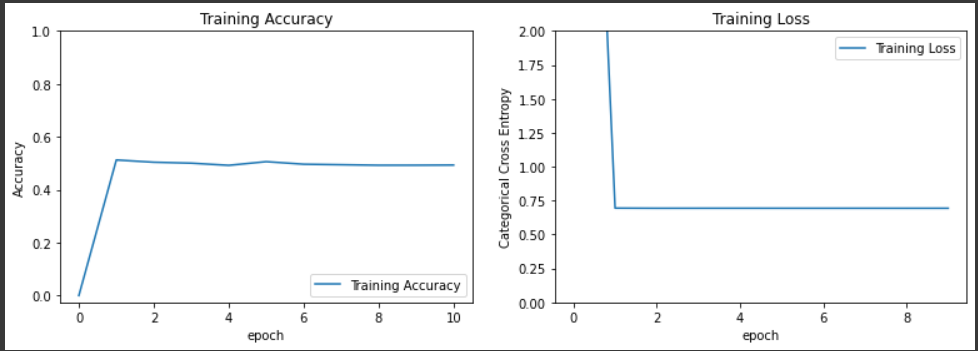 Training Accuracy
1.0
0.8
0.6
0.4
0.2
0.0
Accuracy
Training Accuracy
0 2 4 6 8 10
epoch
Training Loss
2.00
1.75
1.50
1.25
1.00
0.75
0.50
0.25
0.00
Categorical Cross Entropy
Training Loss
0 2 4 6 8
epoch